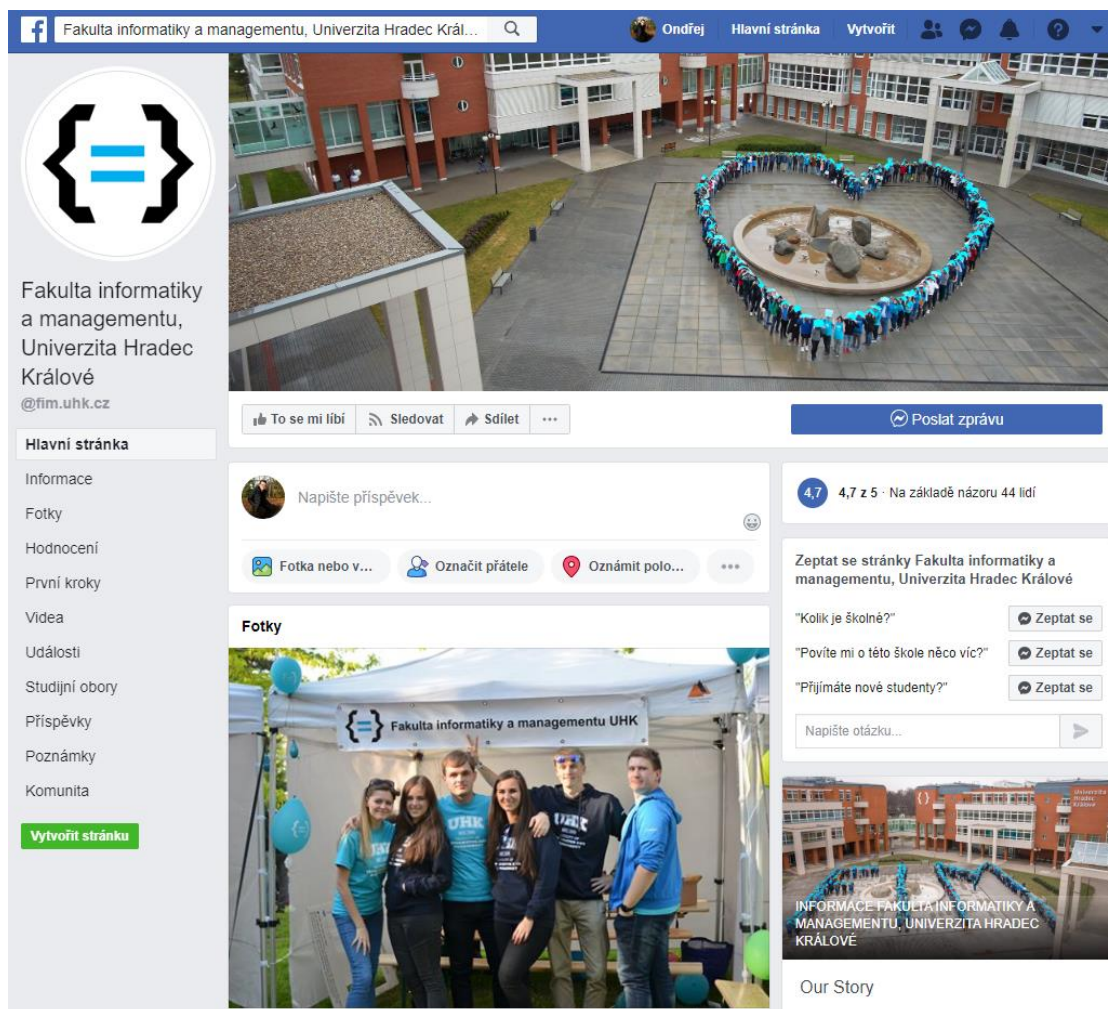 Fakulta informatiky a managementu, Univerzita Hradec Král...
Ondřej
Hlavní stránka
Vytvořit
{=}
Fakulta informatiky
a managementu,
Univerzita Hradec
Králové
@fim.uhk.cz
Hlavní stránka
Informace
Fotky
Hodnocení
První kroky
Videa
Události
Studijní obory
Příspěvky
Poznámky
Komunita
Vytvořit stránku
To se mi líbí
Sledovat
Sdílet
...
Poslat zprávu
Napište příspěvek...
Fotka nebo v...
Označit přátele
Oznámit polo...
...
Fotky
{=} Fakulta informatiky a managementu UHK
UHK
UHK
4,7
4,7 z 5 · Na základě názoru 44 lidí
Zeptat se stránky Fakulta informatiky a
managementu, Univerzita Hradec Králové
"Kolik je školné?" Zeptat se
"Povíte mi o této škole něco víc?" Zeptat se
"Přijímáte nové studenty?" Zeptat se
Napište otázku...
Univerzita
Hradec
Králové
FIM
INFORMACE FAKULTA INFORMATIKY A
MANAGEMENTU, UNIVERZITA HRADEC
KRÁLOVÉ
Our Story